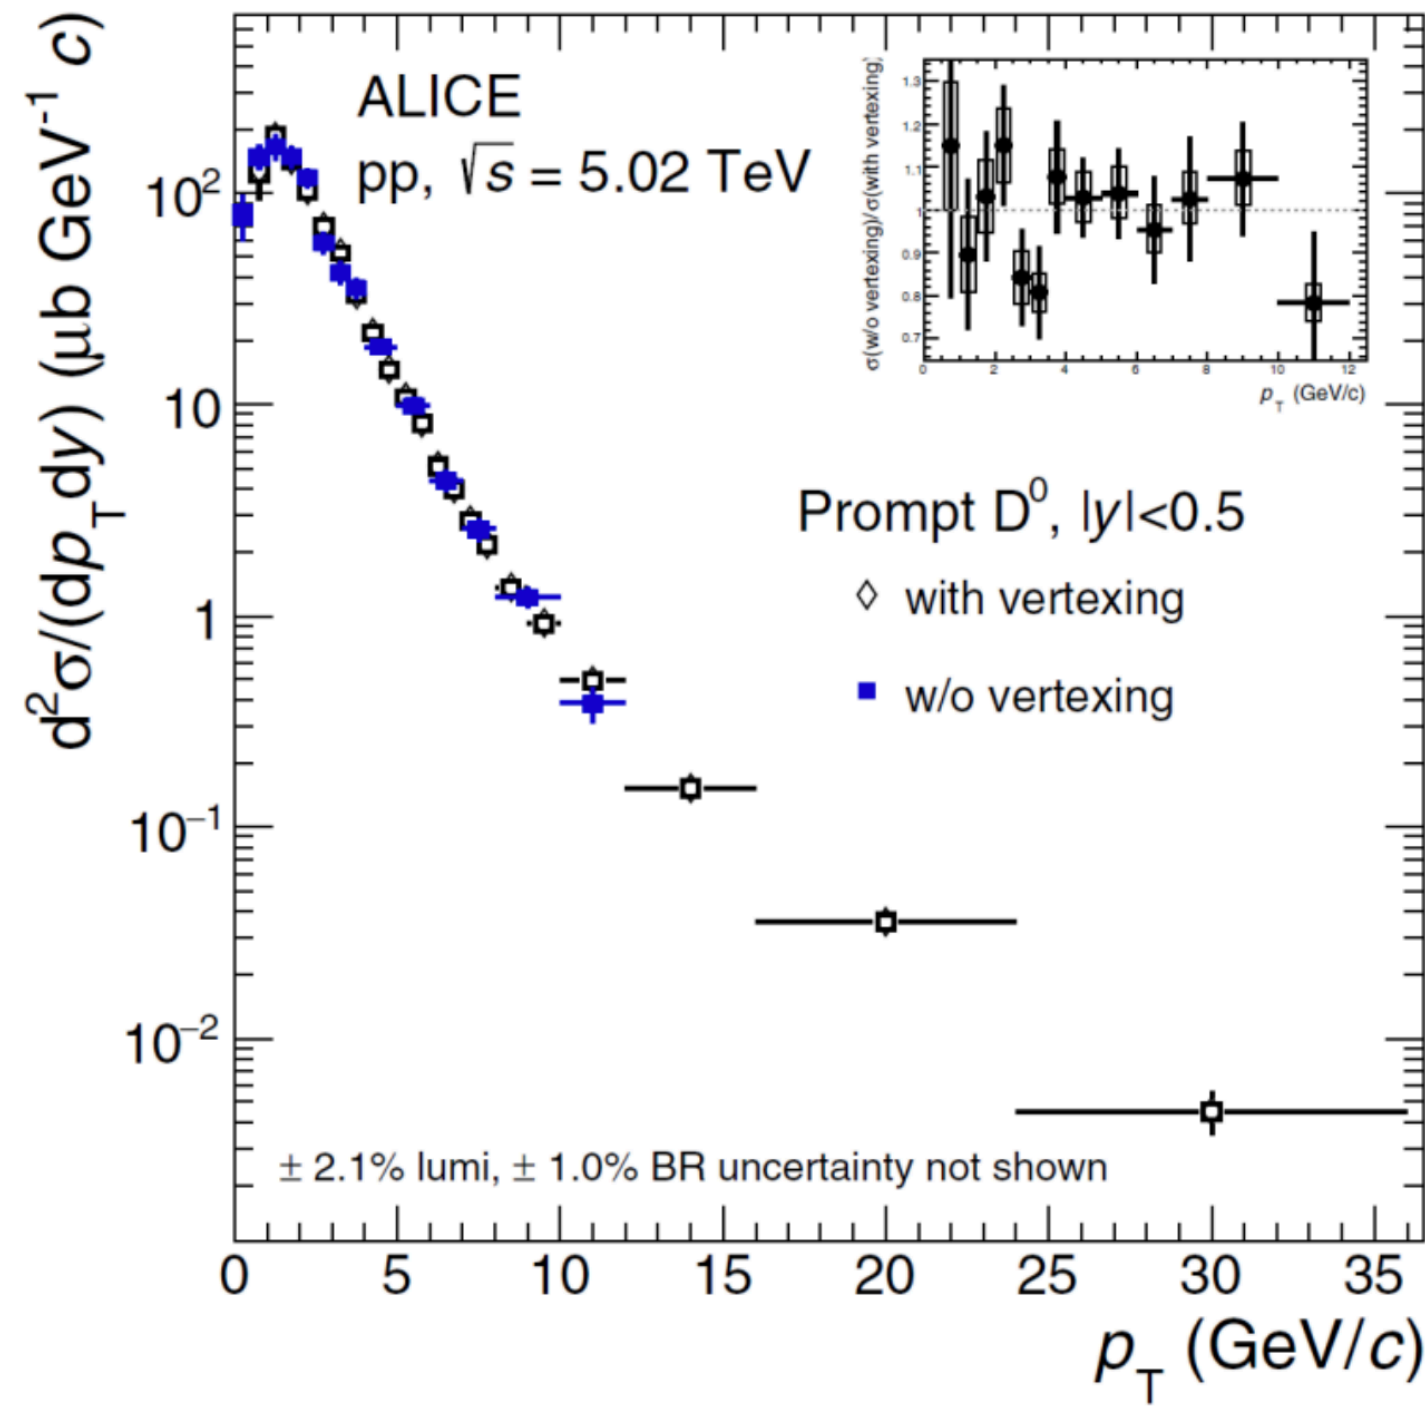 d²σ/(dp_T dy) (μb GeV⁻¹ c)
10²
10
1
10⁻¹
10⁻²
ALICE
pp, √s = 5.02 TeV
σ(w/o vertexing)/σ(with vertexing)
1.3
1.2
1.1
1
0.9
0.8
0.7
0 2 4 6 8 10 12
p_T (GeV/c)
Prompt D⁰, |y|<0.5
with vertexing
w/o vertexing
± 2.1% lumi, ± 1.0% BR uncertainty not shown
0 5 10 15 20 25 30 35
p_T (GeV/c)